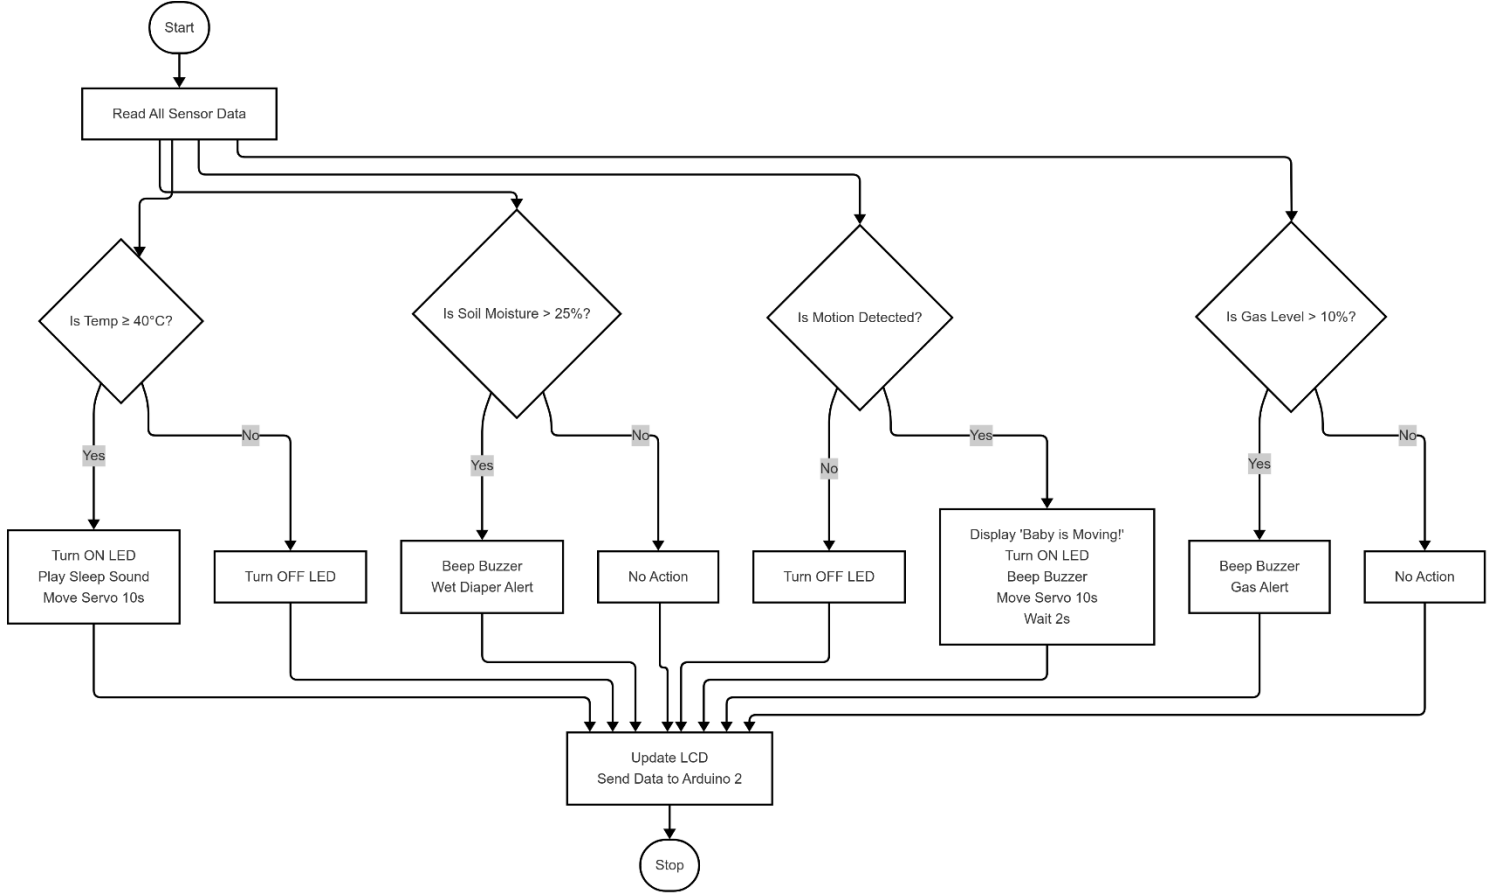 Start
Read All Sensor Data
Is Temp ≥ 40°C?
Is Soil Moisture > 25%?
Is Motion Detected?
Is Gas Level > 10%?
Yes
No
Yes
No
No
Yes
Yes
No
Turn ON LED
Play Sleep Sound
Move Servo 10s
Turn OFF LED
Beep Buzzer
Wet Diaper Alert
No Action
Turn OFF LED
Display 'Baby is Moving!'
Turn ON LED
Beep Buzzer
Move Servo 10s
Wait 2s
Beep Buzzer
Gas Alert
No Action
Update LCD
Send Data to Arduino 2
Stop